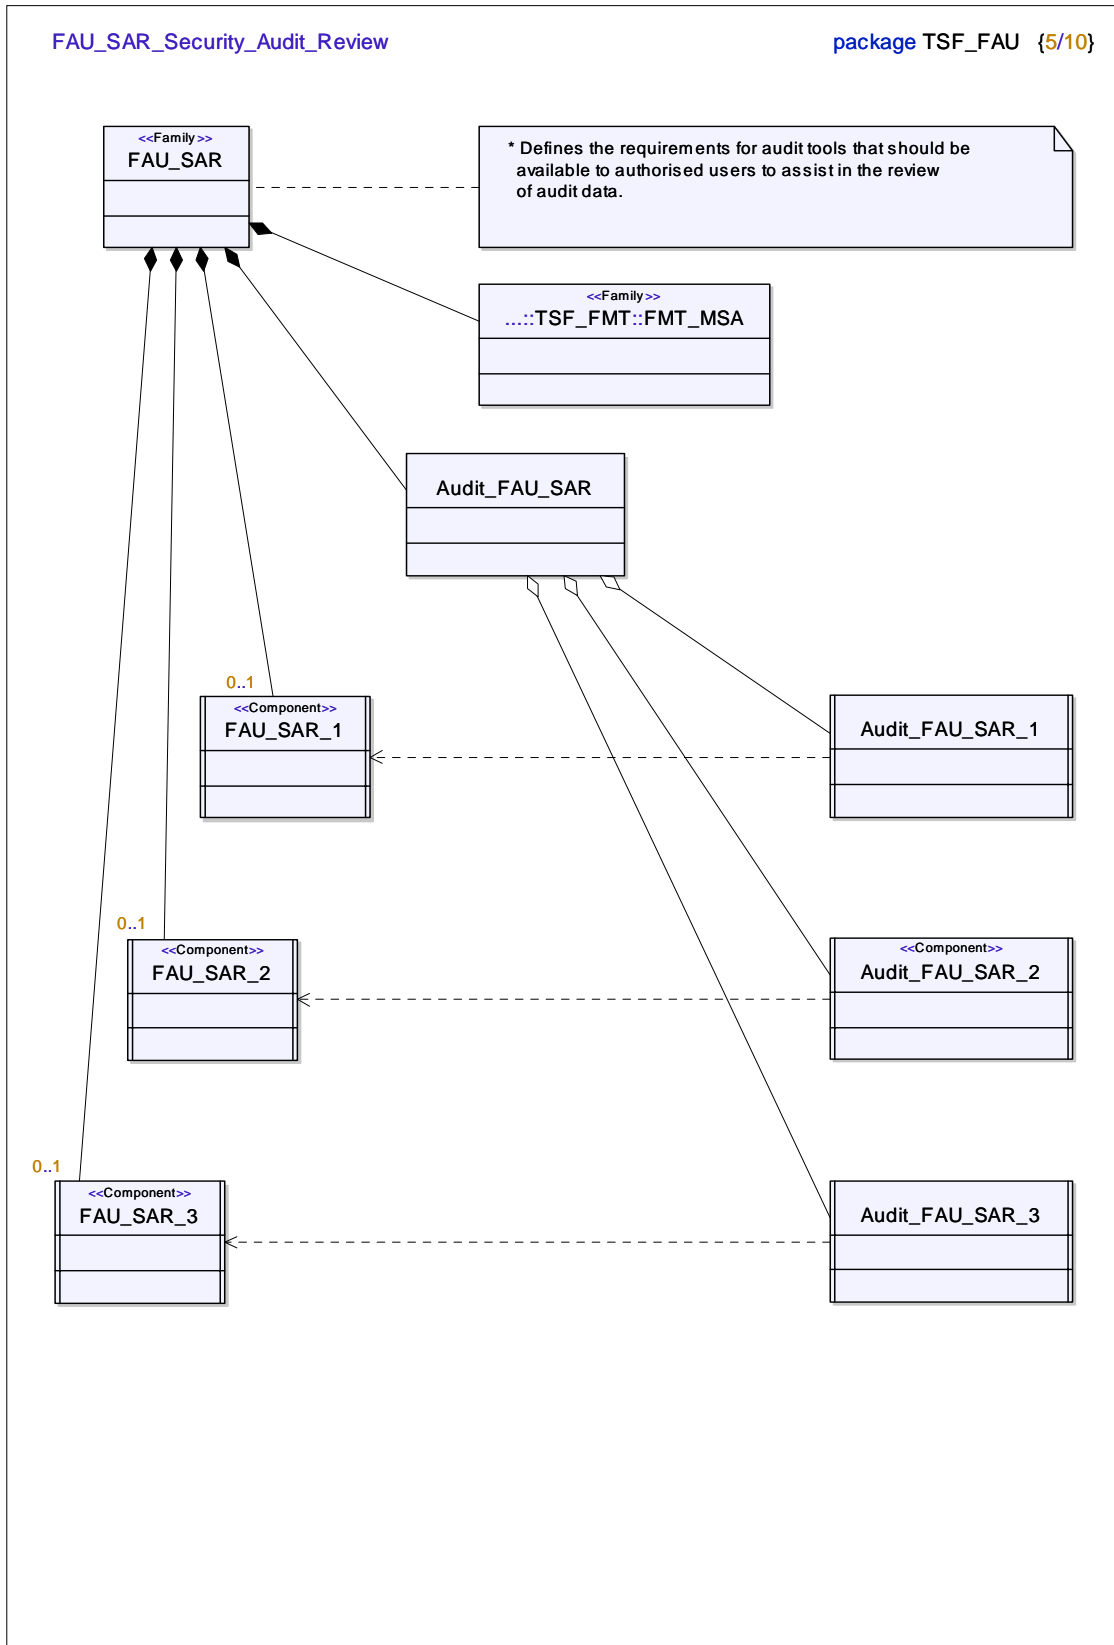 FAU_SAR_Security_Audit_Review
package TSF_FAU {5/10}
<<Family>>
FAU_SAR
* Defines the requirements for audit tools that should be
available to authorised users to assist in the review
of audit data.
<<Family>>
...::TSF_FMT::FMT_MSA
Audit_FAU_SAR
0..1
<<Component>>
FAU_SAR_1
Audit_FAU_SAR_1
0..1
<<Component>>
FAU_SAR_2
<<Component>>
Audit_FAU_SAR_2
0..1
<<Component>>
FAU_SAR_3
Audit_FAU_SAR_3